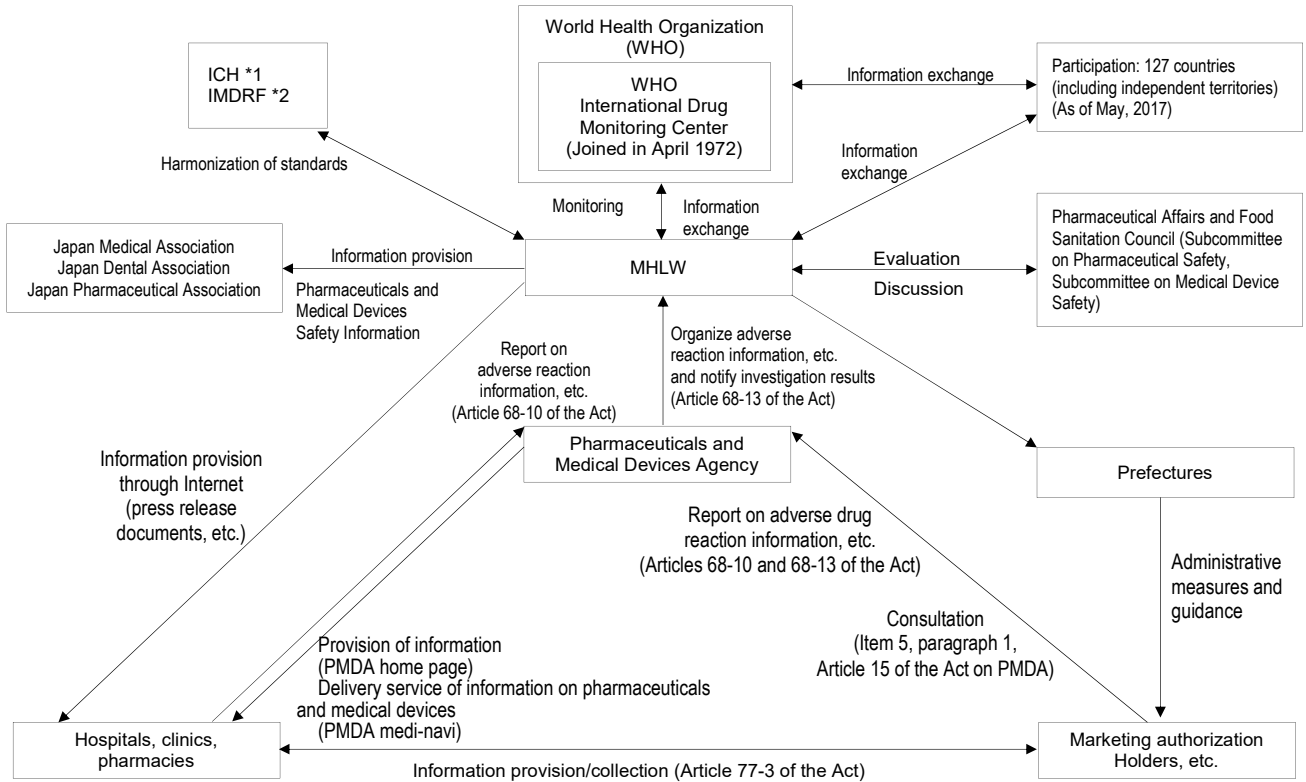 World Health Organization
(WHO)
WHO
International Drug
Monitoring Center
(Joined in April 1972)
ICH *1
IMDRF *2
Information exchange
Participation: 127 countries
(including independent territories)
(As of May, 2017)
Harmonization of standards
Information
exchange
Monitoring
Information
exchange
Japan Medical Association
Japan Dental Association
Japan Pharmaceutical Association
Information provision
Pharmaceuticals and
Medical Devices
Safety Information
MHLW
Evaluation
Discussion
Pharmaceutical Affairs and Food
Sanitation Council (Subcommittee
on Pharmaceutical Safety,
Subcommittee on Medical Device
Safety)
Report on
adverse reaction
information, etc.
(Article 68-10 of the Act)
Organize adverse
reaction information, etc.
and notify investigation results
(Article 68-13 of the Act)
Pharmaceuticals and
Medical Devices Agency
Prefectures
Information provision
through Internet
(press release
documents, etc.)
Report on adverse drug
reaction information, etc.
(Articles 68-10 and 68-13 of the Act)
Administrative
measures and
guidance
Consultation
(Item 5, paragraph 1,
Article 15 of the Act on PMDA)
Provision of information
(PMDA home page)
Delivery service of information on pharmaceuticals
and medical devices
(PMDA medi-navi)
Hospitals, clinics,
pharmacies
Marketing authorization
Holders, etc.
Information provision/collection (Article 77-3 of the Act)